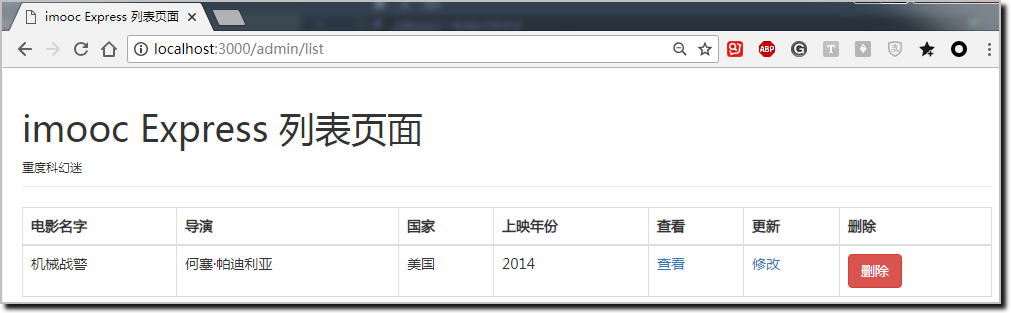 imooc Express 列表页面
localhost:3000/admin/list
ABP
G
T
imooc Express 列表页面
重度科幻迷
电影名字 导演 国家 上映年份 查看 更新 删除
机械战警 何塞·帕迪利亚 美国 2014 查看 修改 删除